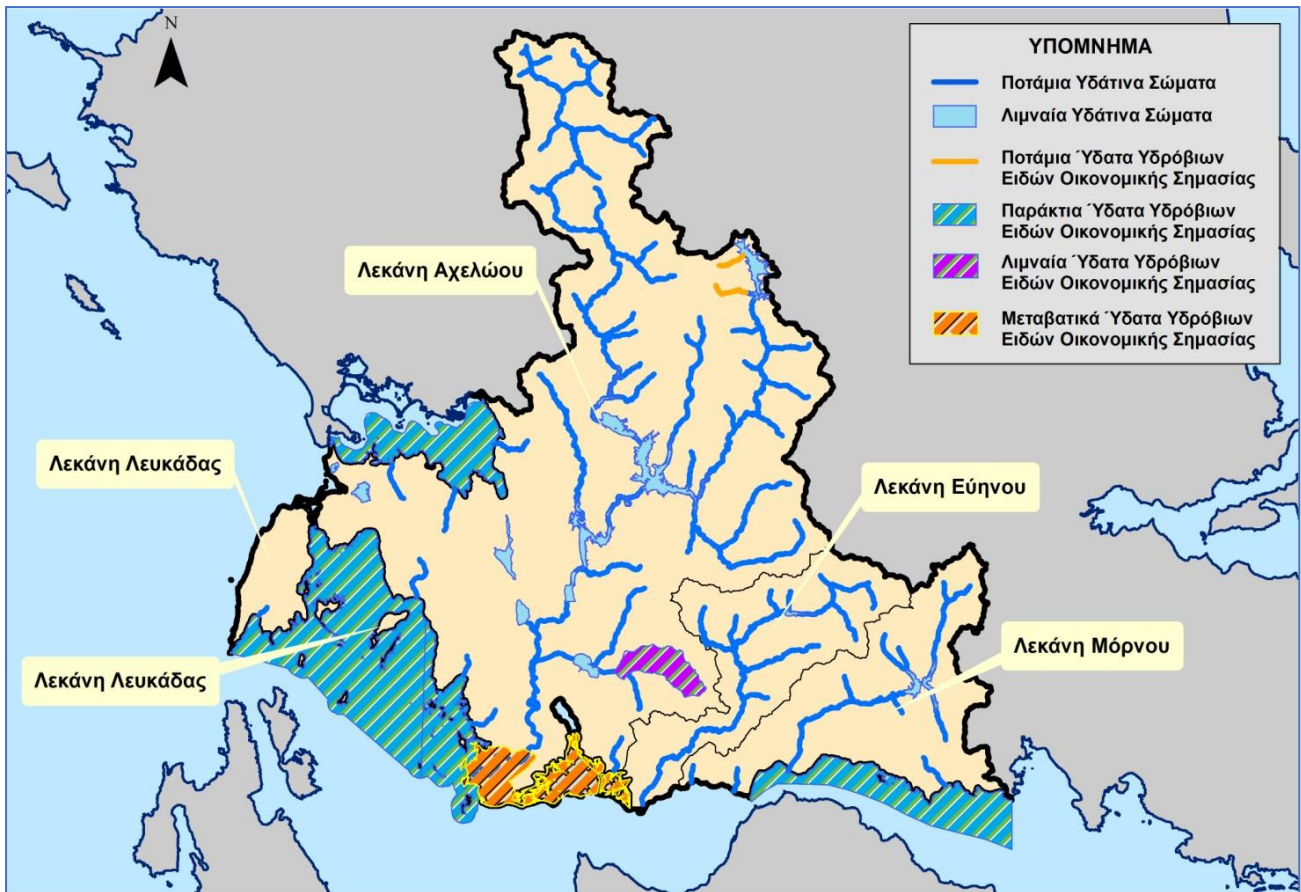 N
ΥΠΟΜΝΗΜΑ
Ποτάμια Υδάτινα Σώματα
Λιμναία Υδάτινα Σώματα
Ποτάμια Ύδατα Υδρόβιων
Ειδών Οικονομικής Σημασίας
Παράκτια Ύδατα Υδρόβιων
Ειδών Οικονομικής Σημασίας
Λιμναία Ύδατα Υδρόβιων
Ειδών Οικονομικής Σημασίας
Μεταβατικά Ύδατα Υδρόβιων
Ειδών Οικονομικής Σημασίας
Λεκάνη Αχελώου
Λεκάνη Λευκάδας
Λεκάνη Εύηνου
Λεκάνη Μόρνου
Λεκάνη Λευκάδας